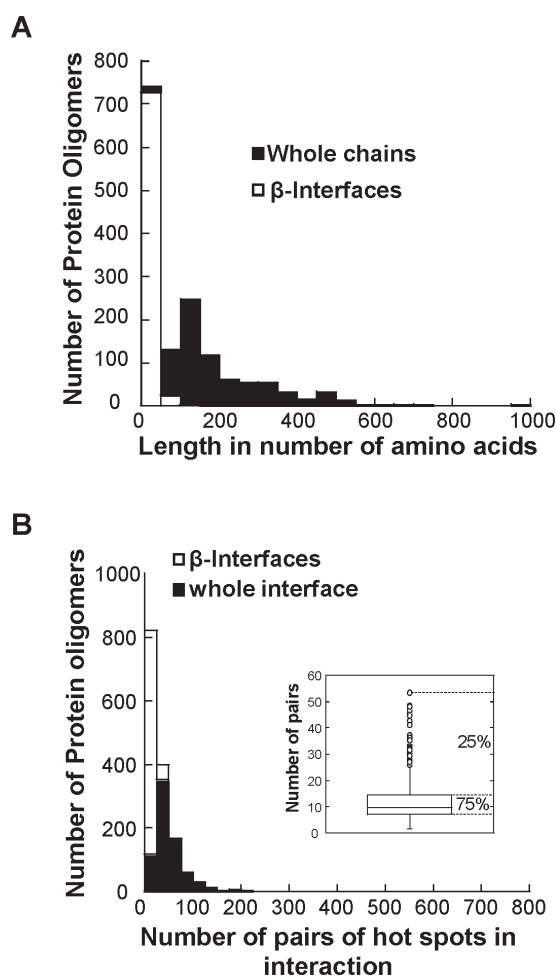 A
Number of Protein Oligomers
800
700
600
500
400
300
200
100
0
Whole chains
β-Interfaces
0 200 400 600 800 1000
Length in number of amino acids
B
Number of Protein oligomers
1000
800
600
400
200
0
β-Interfaces
whole interface
Number of pairs
60
50
40
30
20
10
0
25%
75%
0 100 200 300 400 500 600 700 800
Number of pairs of hot spots in
interaction